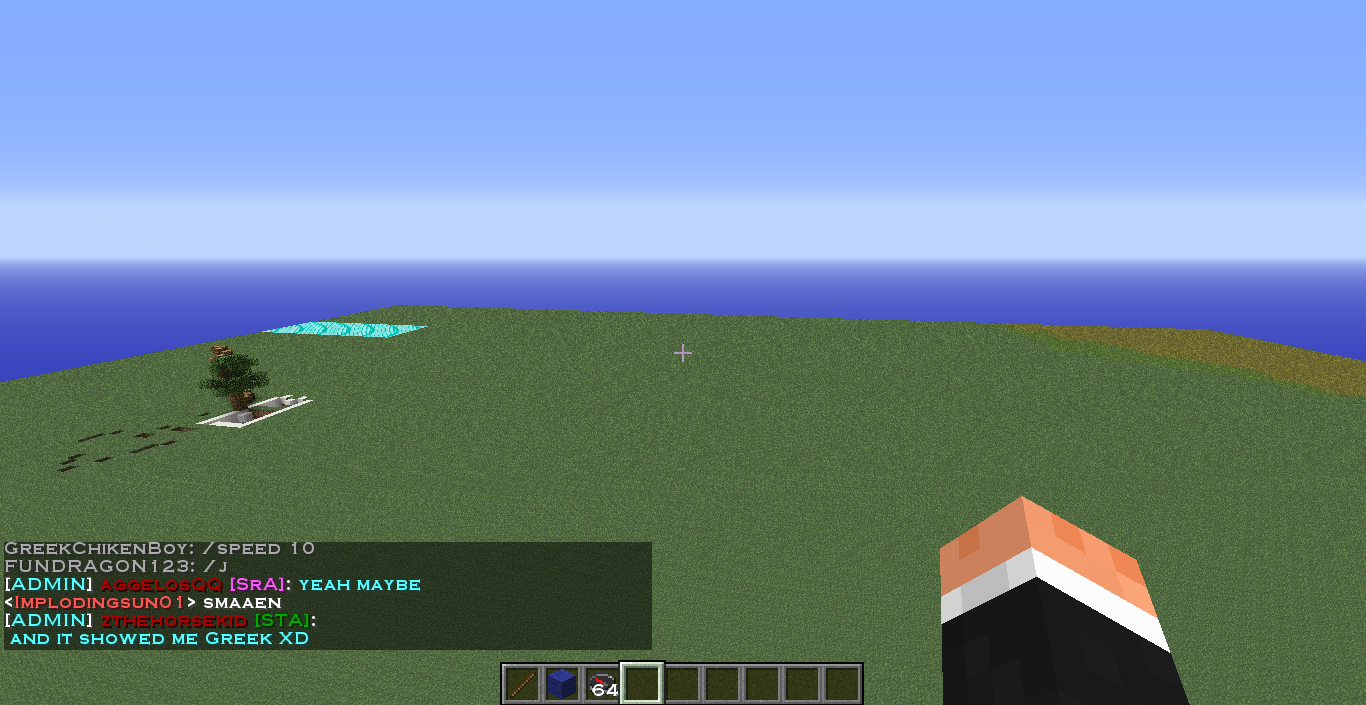 GreekChikenBoy: /speed 10
FUNDRAGON123: /j
[ADMIN] aggelosQQ [SrA]: yeah maybe
<Implodingsun01> smaaen
[ADMIN] zthehorsekid [STA]:
and it showed me Greek XD
64